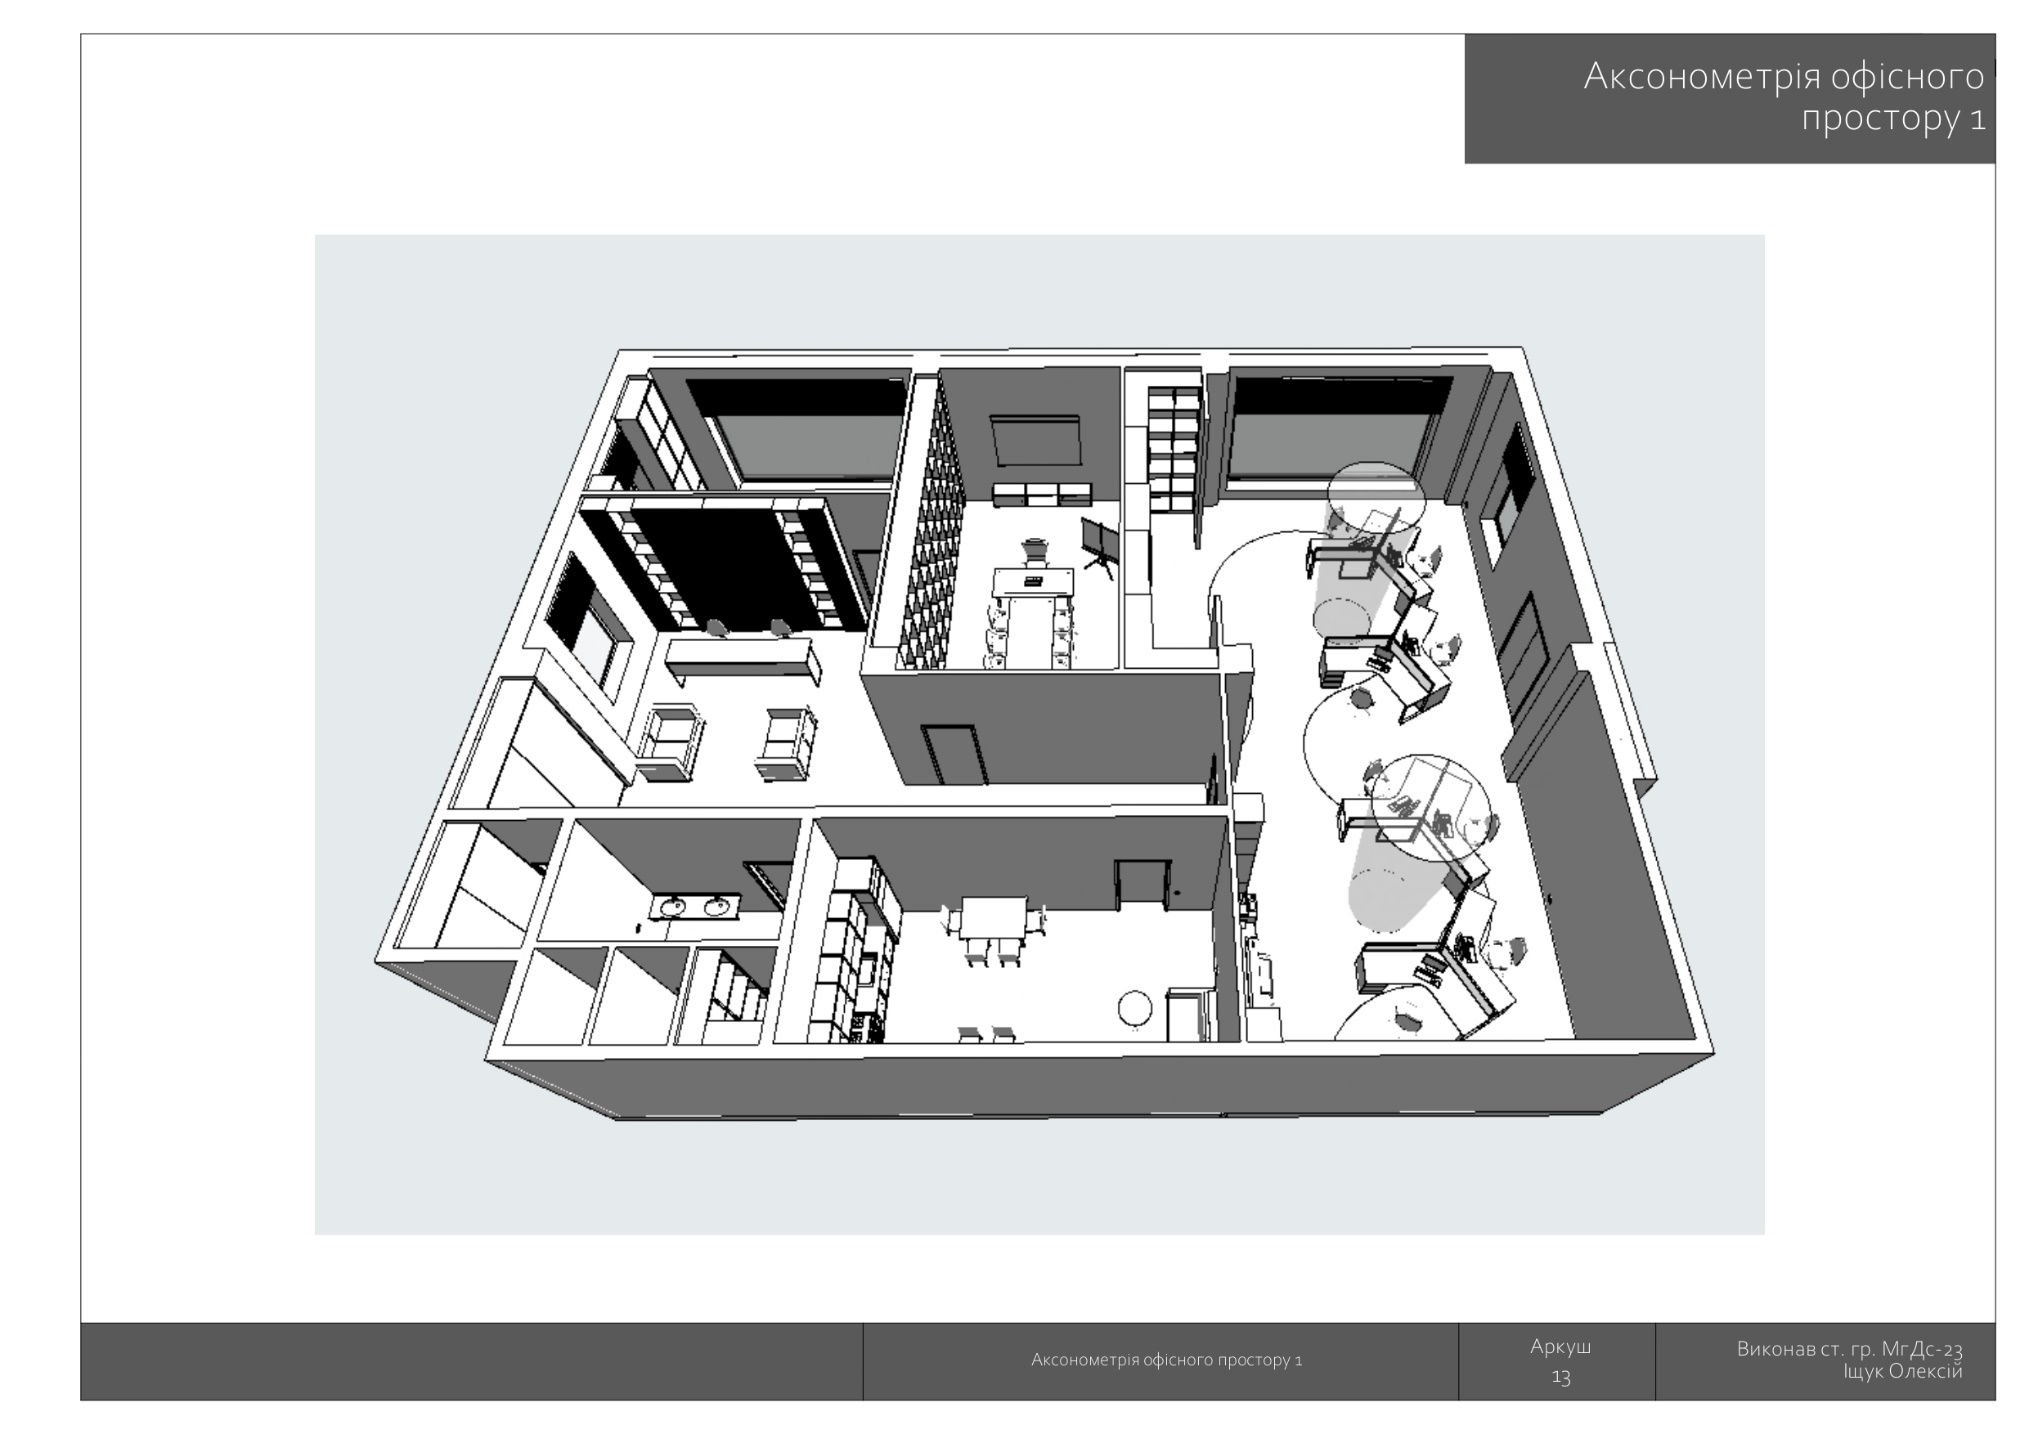 Аксонометрія офісного
простору 1
Аксонометрія офісного простору 1
Аркуш
13
Виконав ст. гр. МгДс-23
Іщук Олексій